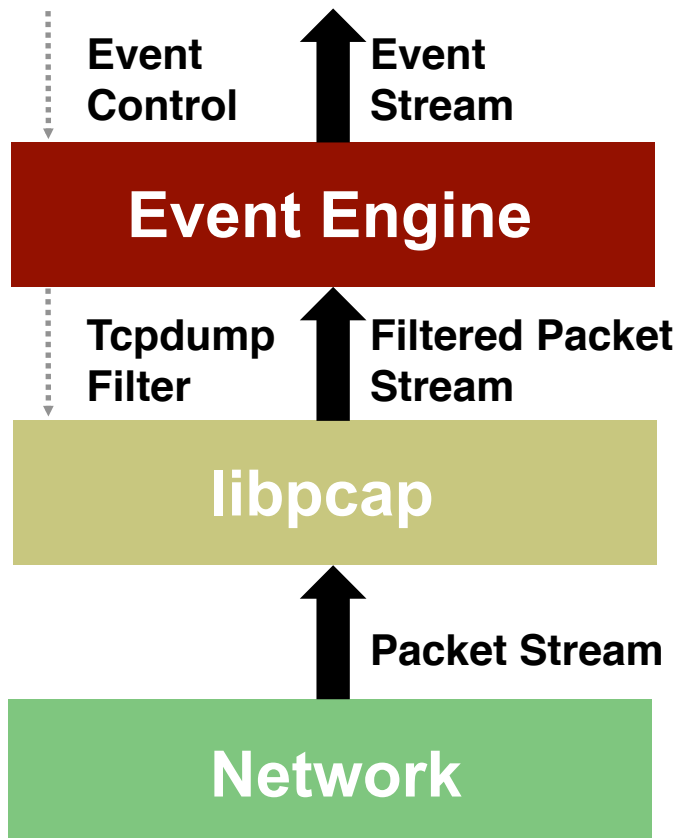 Event
Control
Event
Stream
Event Engine
Tcpdump
Filter
Filtered Packet
Stream
libpcap
Packet Stream
Network